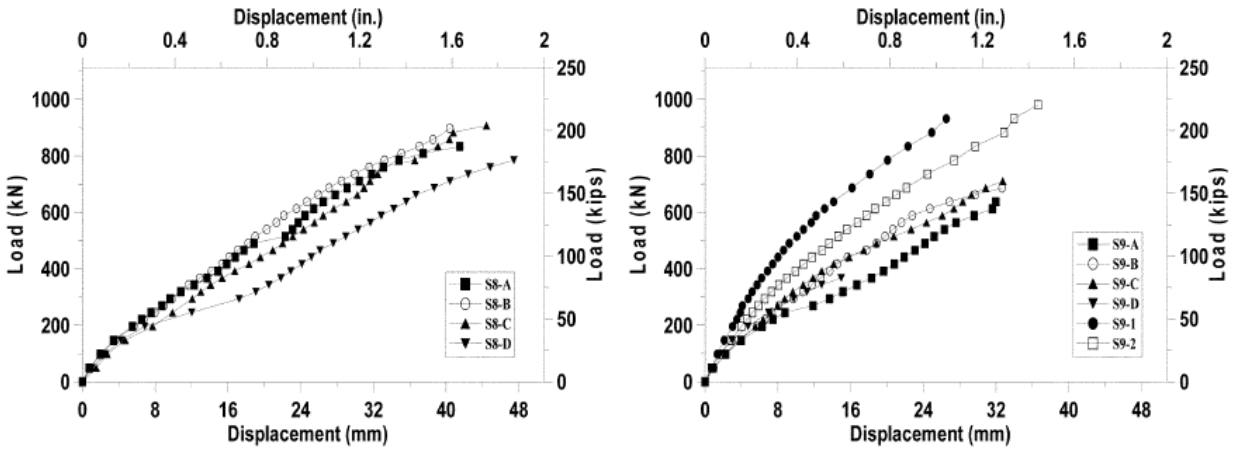 Displacement (in.)
0 0.4 0.8 1.2 1.6 2
Load (kN)
1000
800
600
400
200
0
250
200
150
100
50
0
Load (kips)
S8-A
S8-B
S8-C
S8-D
0 8 16 24 32 40 48
Displacement (mm)
Displacement (in.)
0 0.4 0.8 1.2 1.6 2
Load (kN)
1000
800
600
400
200
0
250
200
150
100
50
0
Load (kips)
S9-A
S9-B
S9-C
S9-D
S9-1
S9-2
0 8 16 24 32 40 48
Displacement (mm)